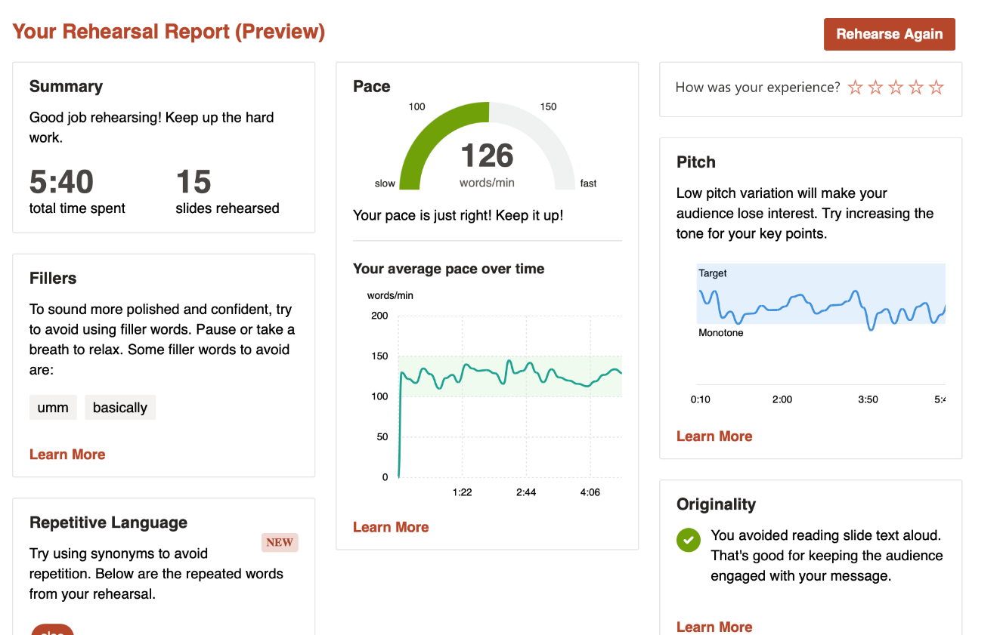 Your Rehearsal Report (Preview)
Rehearse Again
Summary
Good job rehearsing! Keep up the hard
work.
5:40
15
total time spent
slides rehearsed
Fillers
To sound more polished and confident, try
to avoid using filler words. Pause or take a
breath to relax. Some filler words to avoid
are:
umm
basically
Learn More
Repetitive Language
NEW
Try using synonyms to avoid
repetition. Below are the repeated words
from your rehearsal.
Pace
100
150
126
words/min
slow
fast
Your pace is just right! Keep it up!
Your average pace over time
words/min
200
150
100
50
0
1:22
2:44
4:06
Learn More
How was your experience?
Pitch
Low pitch variation will make your
audience lose interest. Try increasing the
tone for your key points.
Target
Monotone
0:10
2:00
3:50
Learn More
Originality
You avoided reading slide text aloud.
That's good for keeping the audience
engaged with your message.
Learn More